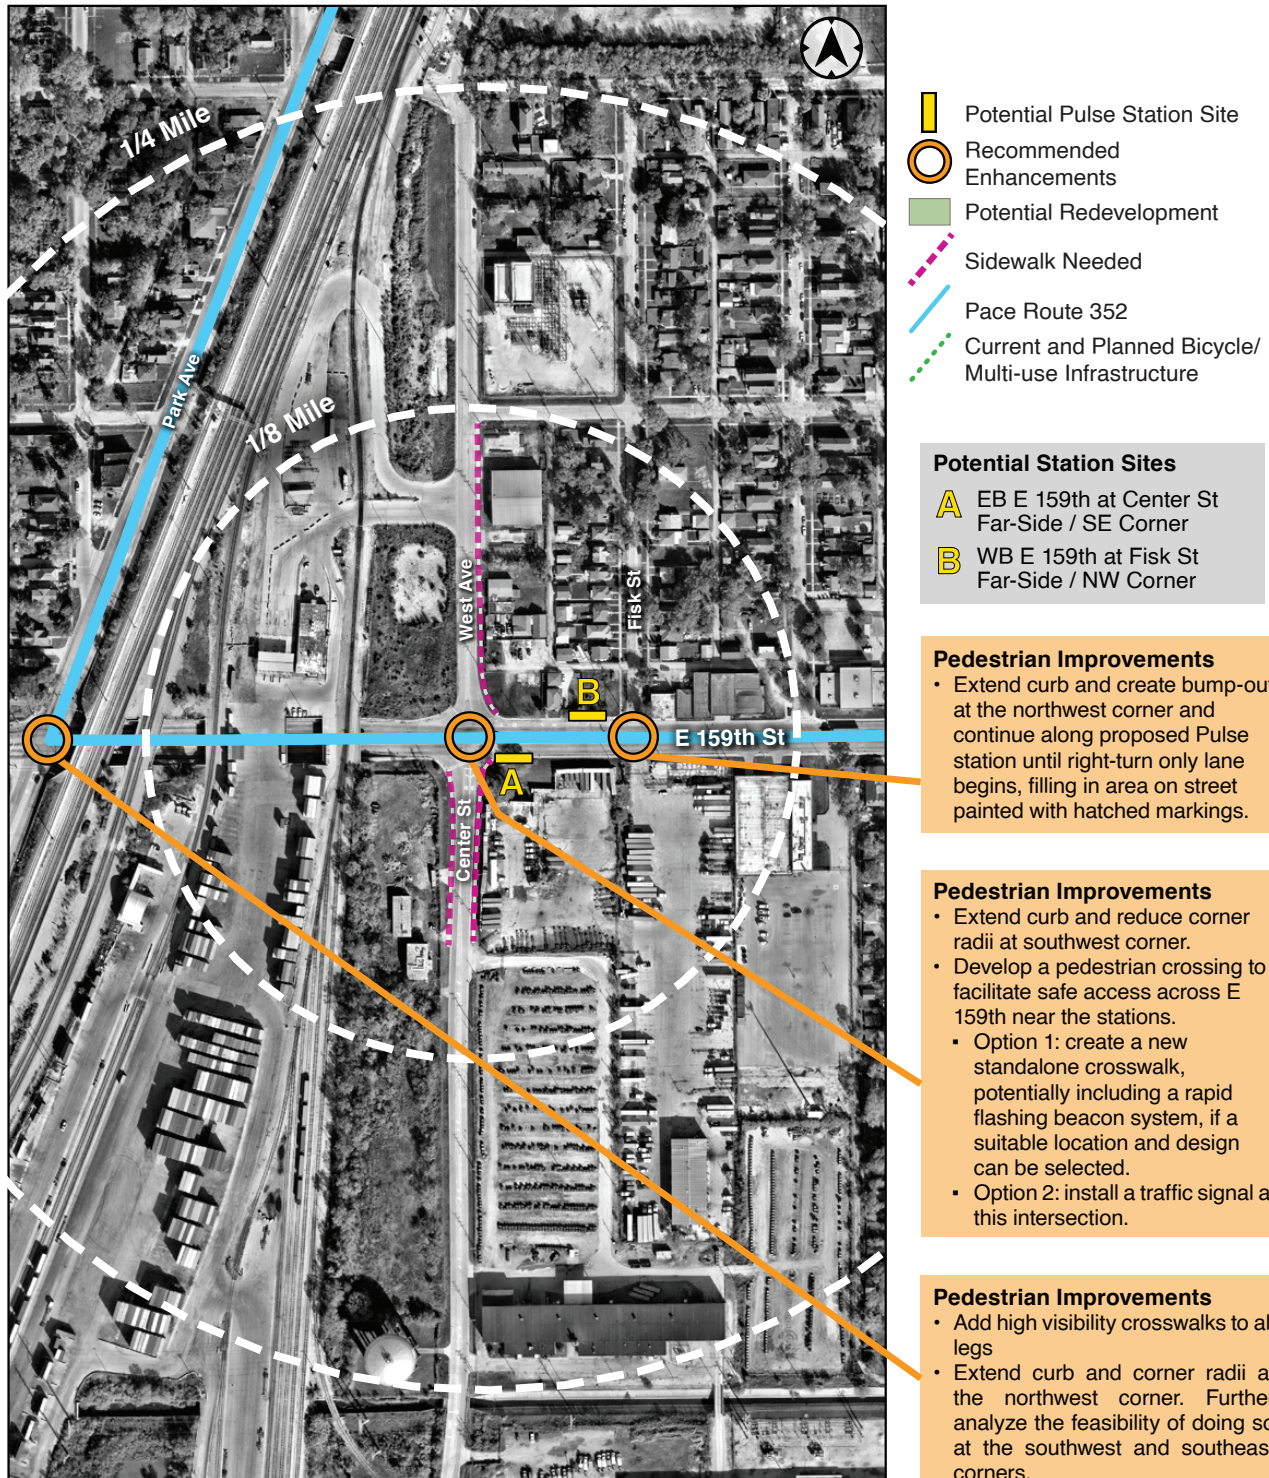 1/4 Mile
1/8 Mile
Park Ave
West Ave
Fisk St
B
E 159th St
A
Center St
Potential Pulse Station Site
Recommended
Enhancements
Potential Redevelopment
Sidewalk Needed
Pace Route 352
Current and Planned Bicycle/
Multi-use Infrastructure
Potential Station Sites
A EB E 159th at Center St
Far-Side / SE Corner
B WB E 159th at Fisk St
Far-Side / NW Corner
Pedestrian Improvements
• Extend curb and create bump-out
at the northwest corner and
continue along proposed Pulse
station until right-turn only lane
begins, filling in area on street
painted with hatched markings.
Pedestrian Improvements
• Extend curb and reduce corner
radii at southwest corner.
• Develop a pedestrian crossing to
facilitate safe access across E
159th near the stations.
▪ Option 1: create a new
standalone crosswalk,
potentially including a rapid
flashing beacon system, if a
suitable location and design
can be selected.
▪ Option 2: install a traffic signal a
this intersection.
Pedestrian Improvements
• Add high visibility crosswalks to al
legs
• Extend curb and corner radii a
the northwest corner. Further
analyze the feasibility of doing so
at the southwest and southeas
corners.